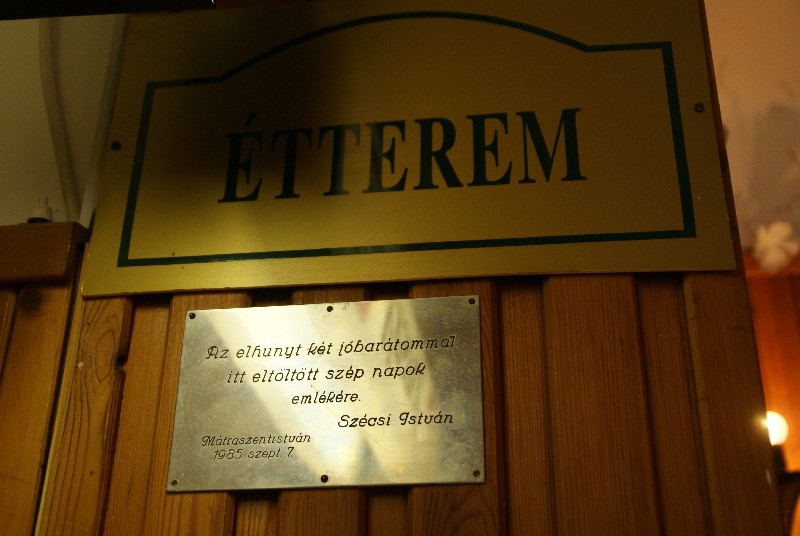 ÉTTEREM
Az elhunyt két jóbarátommal
itt eltöltött szép napok
emlékére.
Szécsi István
Mátraszentistván
1985 szept. 7.